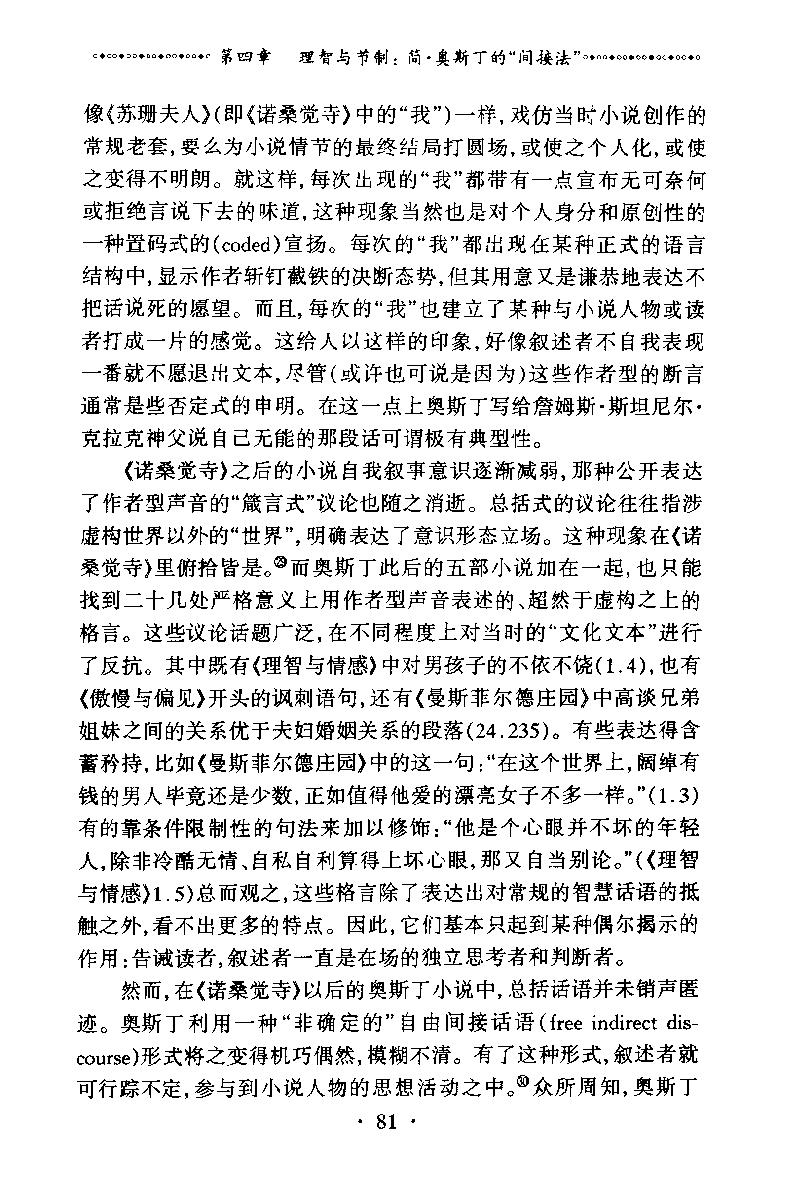 第四章 理智与节制：简·奥斯丁的“间接法”
像《苏珊夫人》(即《诺桑觉寺》中的“我”)一样,戏仿当时小说创作的
常规老套,要么为小说情节的最终结局打圆场,或使之个人化,或使
之变得不明朗。就这样,每次出现的“我”都带有一点宣布无可奈何
或拒绝言说下去的味道,这种现象当然也是对个人身分和原创性的
一种置码式的(coded)宣扬。每次的“我”都出现在某种正式的语言
结构中,显示作者斩钉截铁的决断态势,但其用意又是谦恭地表达不
把话说死的愿望。而且,每次的“我”也建立了某种与小说人物或读
者打成一片的感觉。这给人以这样的印象,好像叙述者不自我表现
一番就不愿退出文本,尽管(或许也可说是因为)这些作者型的断言
通常是些否定式的申明。在这一点上奥斯丁写给詹姆斯·斯坦尼尔·
克拉克神父说自己无能的那段话可谓极有典型性。
《诺桑觉寺》之后的小说自我叙事意识逐渐减弱,那种公开表达
了作者型声音的“箴言式”议论也随之消逝。总括式的议论往往指涉
虚构世界以外的“世界”,明确表达了意识形态立场。这种现象在《诺
桑觉寺》里俯拾皆是。㉙而奥斯丁此后的五部小说加在一起,也只能
找到二十几处严格意义上用作者型声音表述的、超然于虚构之上的
格言。这些议论话题广泛,在不同程度上对当时的“文化文本”进行
了反抗。其中既有《理智与情感》中对男孩子的不依不饶(1.4),也有
《傲慢与偏见》开头的讽刺语句,还有《曼斯菲尔德庄园》中高谈兄弟
姐妹之间的关系优于夫妇婚姻关系的段落(24.235)。有些表达得含
蓄矜持,比如《曼斯菲尔德庄园》中的这一句:“在这个世界上,阔绰有
钱的男人毕竟还是少数,正如值得他爱的漂亮女子不多一样。”(1.3)
有的靠条件限制性的句法来加以修饰:“他是个心眼并不坏的年轻
人,除非冷酷无情、自私自利算得上坏心眼,那又自当别论。”(《理智
与情感》1.5)总而观之,这些格言除了表达出对常规的智慧话语的抵
触之外,看不出更多的特点。因此,它们基本只起到某种偶尔揭示的
作用:告诫读者,叙述者一直是在场的独立思考者和判断者。
然而,在《诺桑觉寺》以后的奥斯丁小说中,总括话语并未销声匿
迹。奥斯丁利用一种“非确定的”自由间接话语(free indirect dis-
course)形式将之变得机巧偶然,模糊不清。有了这种形式,叙述者就
可行踪不定,参与到小说人物的思想活动之中。㉚众所周知,奥斯丁
· 81 ·